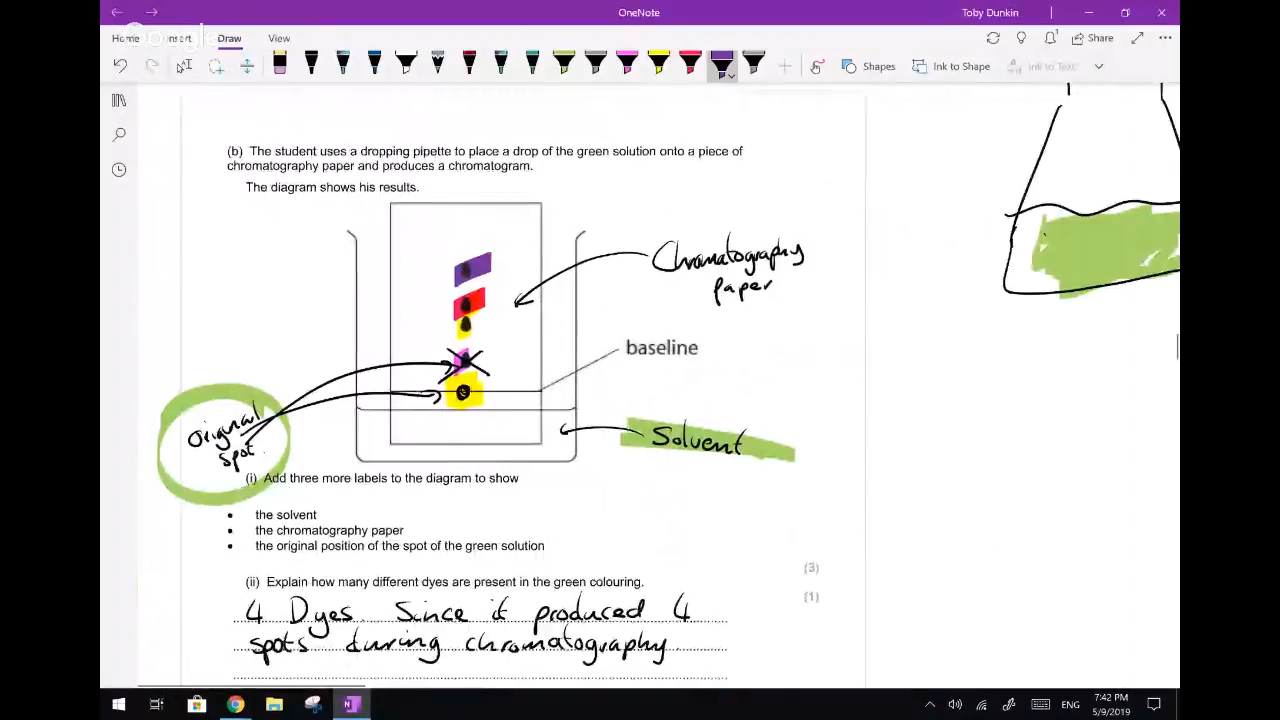 OneNote
Toby Dunkin
Google
Home Insert Draw View
Share
Shapes
Ink to Shape
Ink to Text
(b) The student uses a dropping pipette to place a drop of the green solution onto a piece of
chromatography paper and produces a chromatogram.
The diagram shows his results.
Chromatography
paper
baseline
Original
spot
Solvent
(i) Add three more labels to the diagram to show
• the solvent
• the chromatography paper
• the original position of the spot of the green solution
(3)
(ii) Explain how many different dyes are present in the green colouring.
(1)
4 Dyes. Since it produced 4
spots during chromatography.
ENG
7:42 PM
5/9/2019